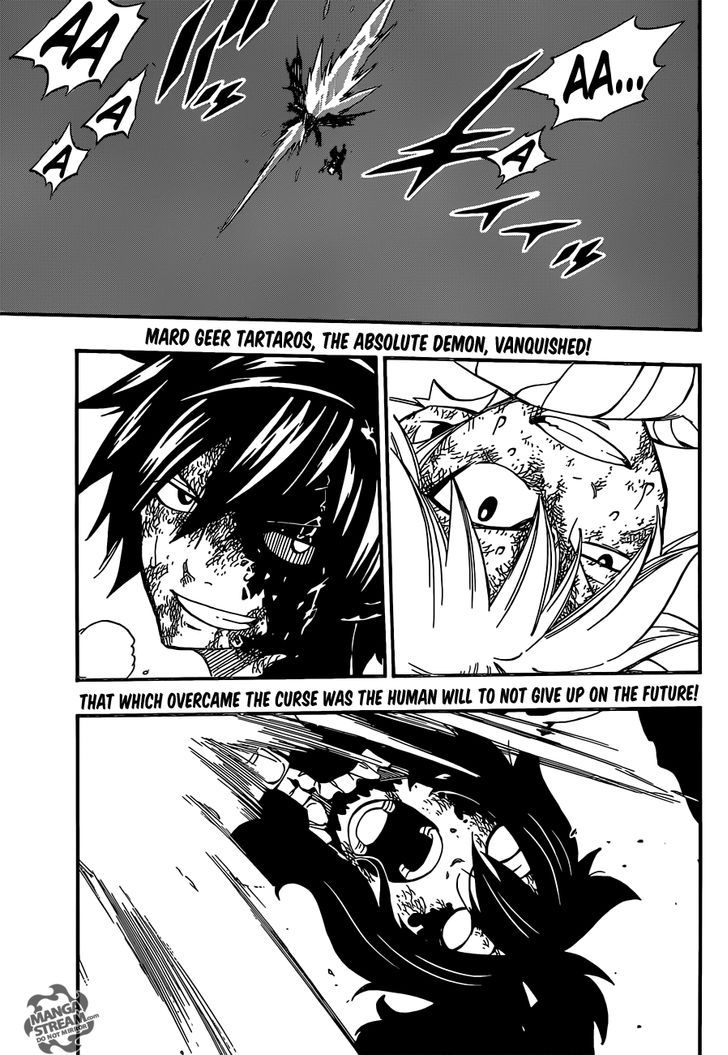 AA
A
A
AA...
A
MARD GEER TARTAROS, THE ABSOLUTE DEMON, VANQUISHED!
THAT WHICH OVERCAME THE CURSE WAS THE HUMAN WILL TO NOT GIVE UP ON THE FUTURE!
MANGA
STREAM.com
DO NOT MIRROR